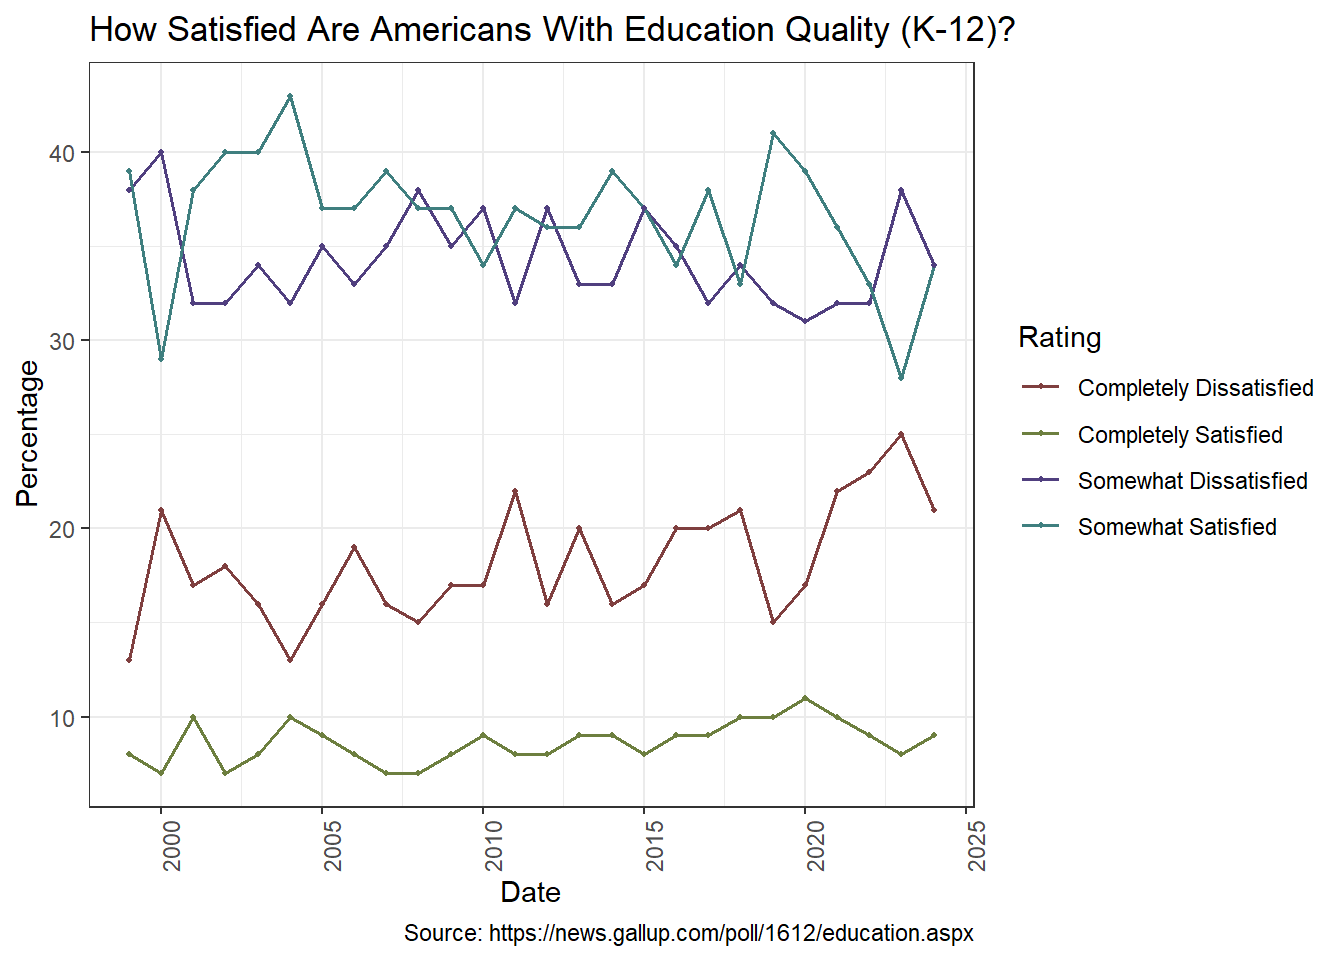 How Satisfied Are Americans With Education Quality (K-12)?
40
30
20
10
Percentage
2000
2005
2010
2015
2020
2025
Date
Rating
Completely Dissatisfied
Completely Satisfied
Somewhat Dissatisfied
Somewhat Satisfied
Source: https://news.gallup.com/poll/1612/education.aspx